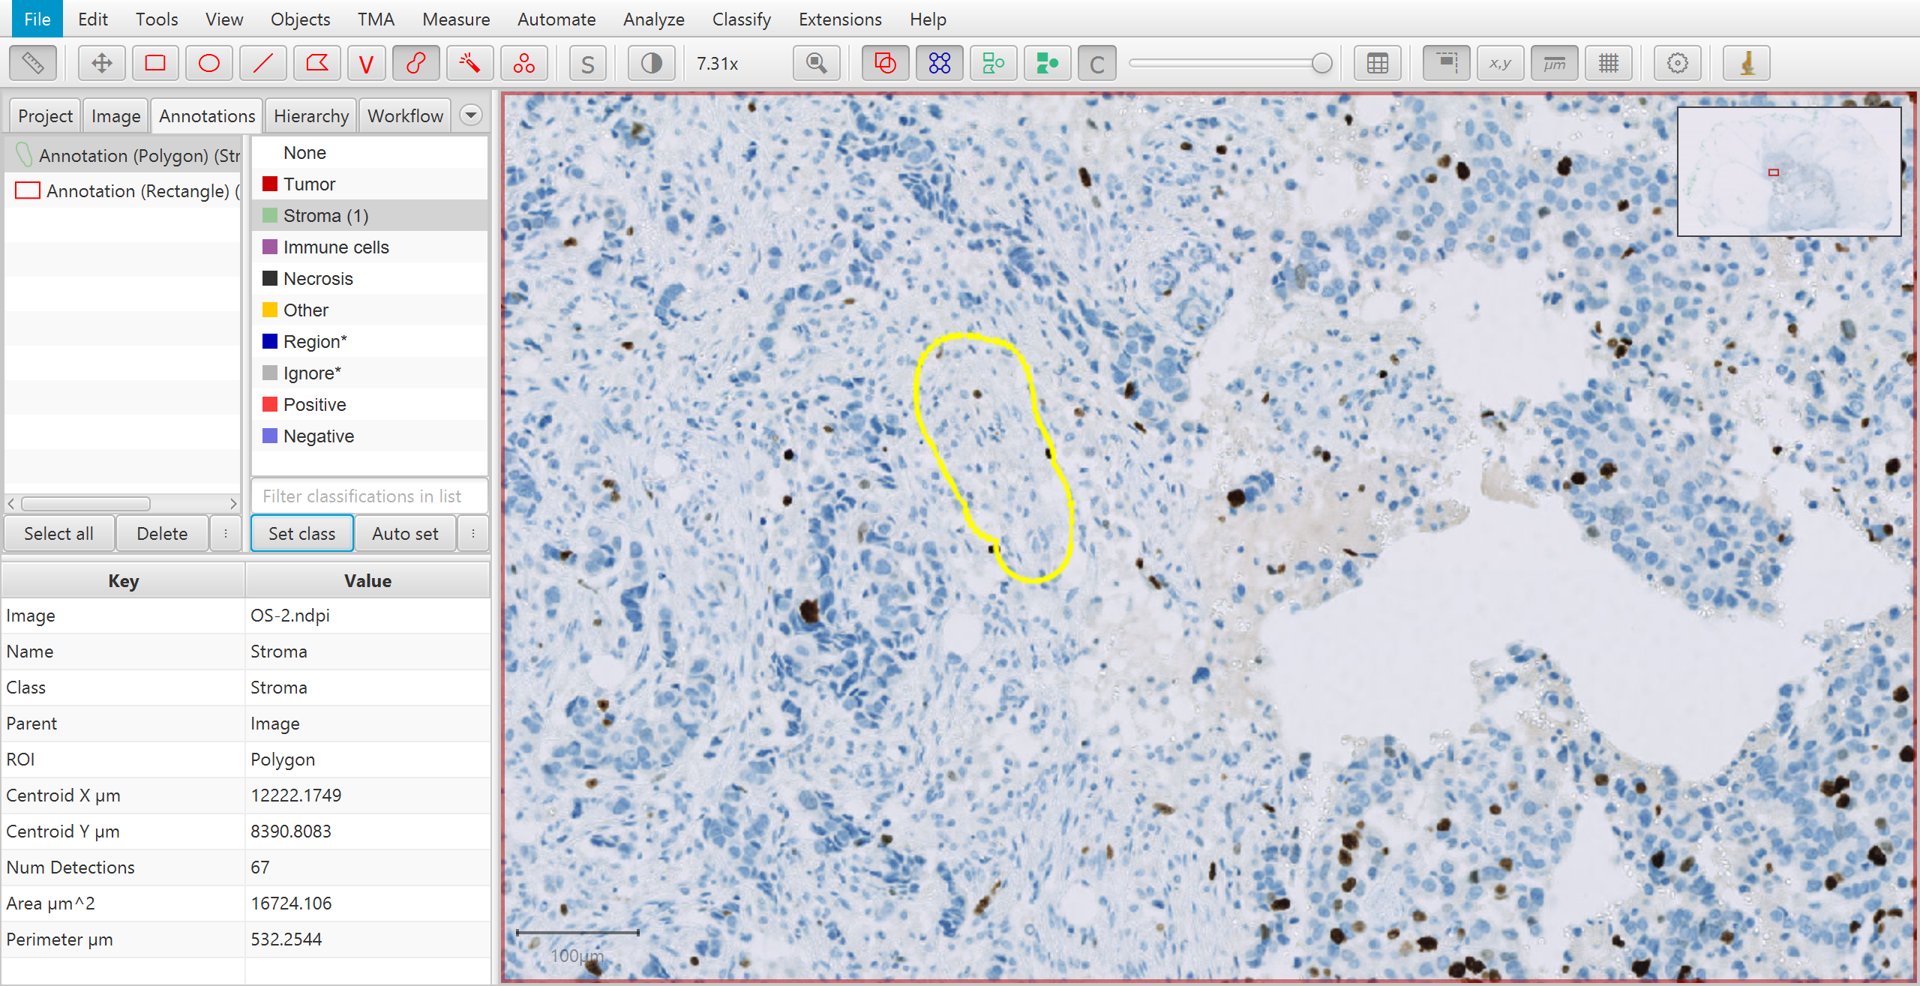 File Edit Tools View Objects TMA Measure Automate Analyze Classify Extensions Help
V S 7.31x C x,y µm
Project Image Annotations Hierarchy Workflow
Annotation (Polygon) (Str
Annotation (Rectangle) (
None
Tumor
Stroma (1)
Immune cells
Necrosis
Other
Region*
Ignore*
Positive
Negative
Filter classifications in list
Select all Delete Set class Auto set
Key Value
Image OS-2.ndpi
Name Stroma
Class Stroma
Parent Image
ROI Polygon
Centroid X µm 12222.1749
Centroid Y µm 8390.8083
Num Detections 67
Area µm^2 16724.106
Perimeter µm 532.2544
100µm